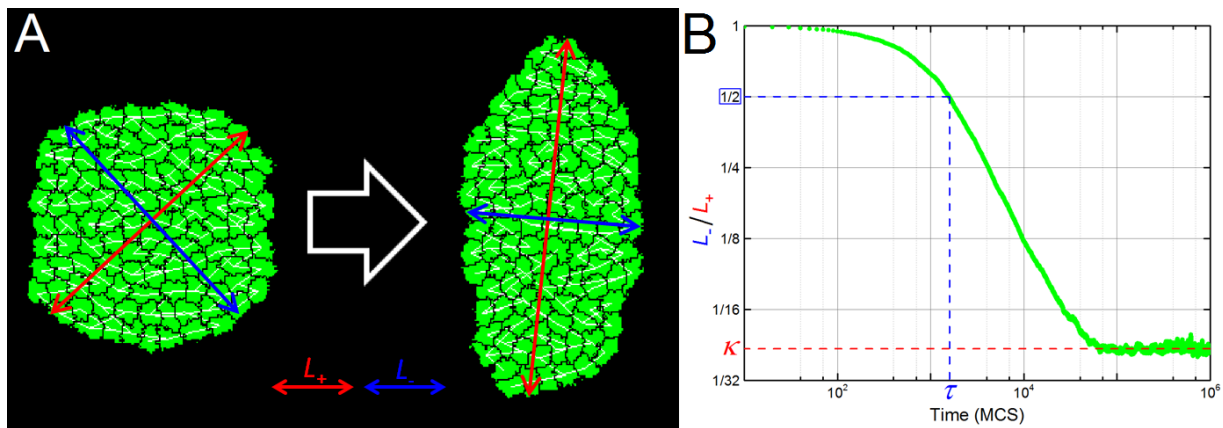 A
L₊
L₋
B
1
1/2
1/4
1/8
1/16
κ
1/32
L₋/L₊
10²
10⁴
10⁶
τ
Time (MCS)